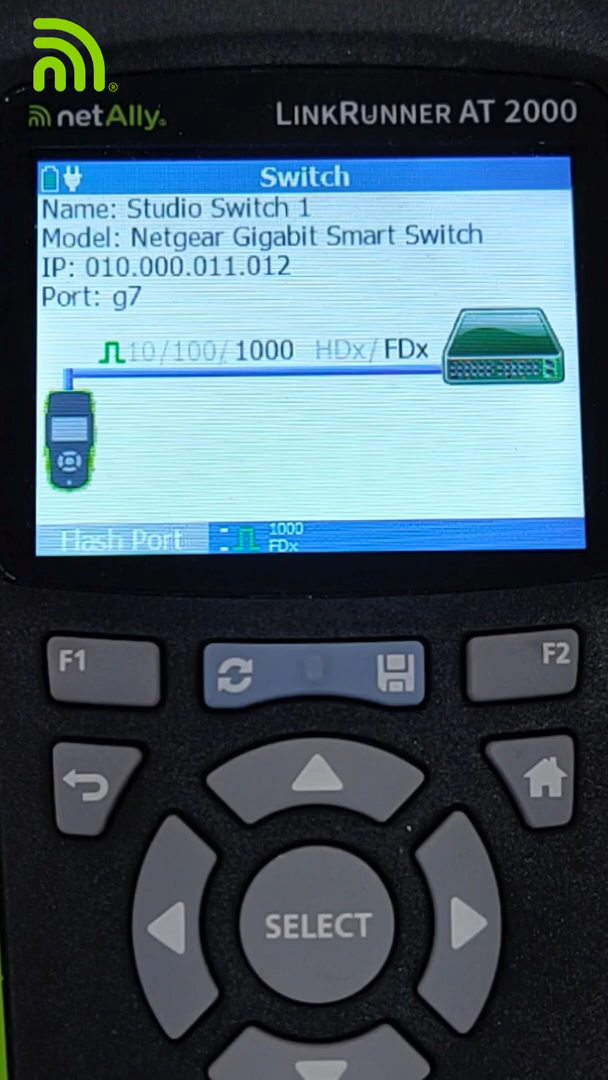 ®
netAlly®
LINKRUNNER AT 2000
Switch
Name: Studio Switch 1
Model: Netgear Gigabit Smart Switch
IP: 010.000.011.012
Port: g7
10/100/1000 HDx/FDx
Flash Port
1000
FDx
F1
F2
SELECT